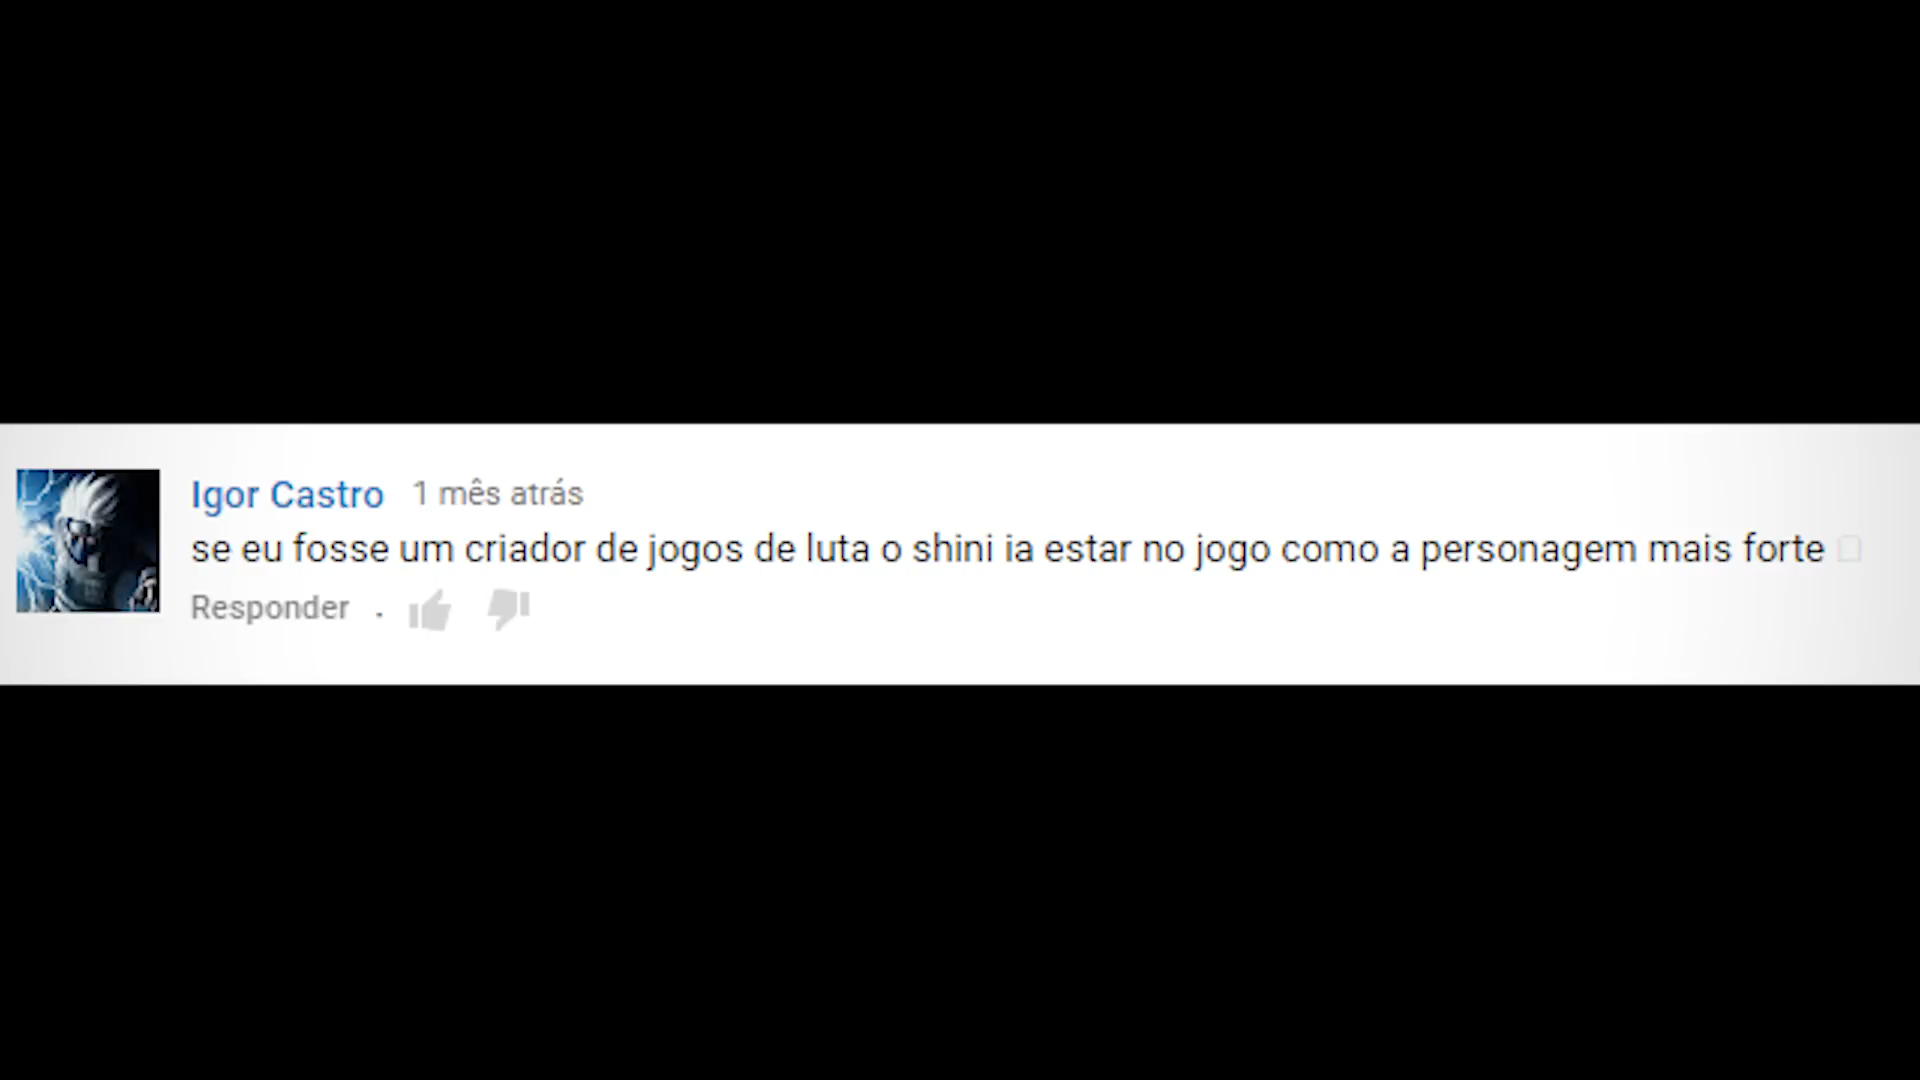 Igor Castro 1 mês atrás
se eu fosse um criador de jogos de luta o shini ia estar no jogo como a personagem mais forte
Responder .